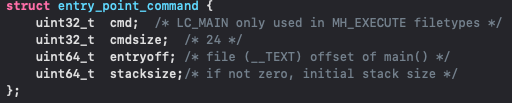 struct entry_point_command {
    uint32_t  cmd;  /* LC_MAIN only used in MH_EXECUTE filetypes */
    uint32_t  cmdsize; /* 24 */
    uint64_t  entryoff; /* file (__TEXT) offset of main() */
    uint64_t  stacksize;/* if not zero, initial stack size */
};